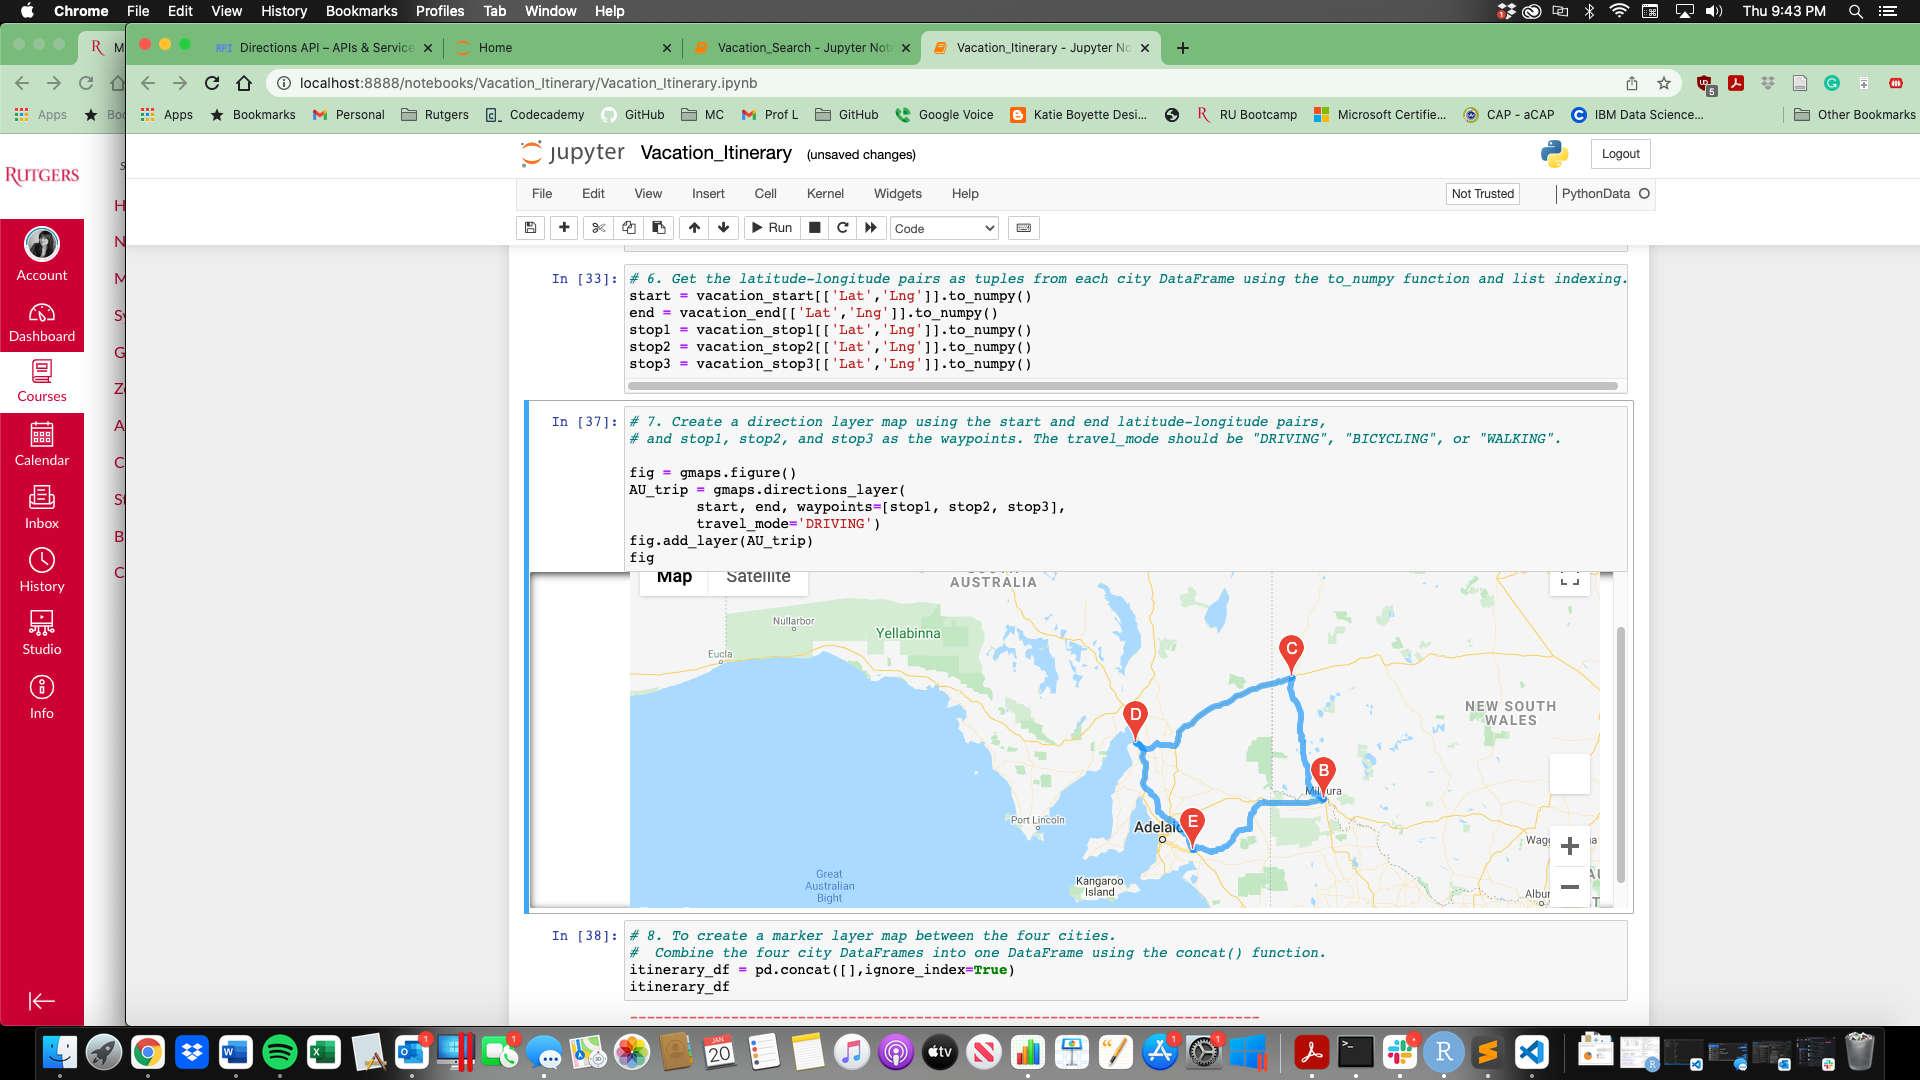 Chrome File Edit View History Bookmarks Profiles Tab Window Help
Thu 9:43 PM
Directions API – APIs & Service
Home
Vacation_Search - Jupyter Not
Vacation_Itinerary - Jupyter No
localhost:8888/notebooks/Vacation_Itinerary/Vacation_Itinerary.ipynb
5
Apps
Apps Bookmarks Personal Rutgers Codecademy GitHub MC Prof L GitHub Google Voice Katie Boyette Desi... RU Bootcamp Microsoft Certifie... CAP - aCAP IBM Data Science... Other Bookmarks
RUTGERS
Account
Dashboard
Courses
Calendar
Inbox
History
Studio
Info
jupyter Vacation_Itinerary (unsaved changes)
Logout
File Edit View Insert Cell Kernel Widgets Help
Not Trusted
PythonData
Run
Code
In [33]:
# 6. Get the latitude-longitude pairs as tuples from each city DataFrame using the to_numpy function and list indexing.
start = vacation_start[['Lat','Lng']].to_numpy()
end = vacation_end[['Lat','Lng']].to_numpy()
stop1 = vacation_stop1[['Lat','Lng']].to_numpy()
stop2 = vacation_stop2[['Lat','Lng']].to_numpy()
stop3 = vacation_stop3[['Lat','Lng']].to_numpy()
In [37]:
# 7. Create a direction layer map using the start and end latitude-longitude pairs,
# and stop1, stop2, and stop3 as the waypoints. The travel_mode should be "DRIVING", "BICYCLING", or "WALKING".
fig = gmaps.figure()
AU_trip = gmaps.directions_layer(
start, end, waypoints=[stop1, stop2, stop3],
travel_mode='DRIVING')
fig.add_layer(AU_trip)
fig
Map Satellite
AUSTRALIA
Nullarbor
Yellabinna
Eucla
C
D
NEW SOUTH
WALES
B
Port Lincoln
E
Great
Australian
Bight
Kangaroo
Island
In [38]:
# 8. To create a marker layer map between the four cities.
#  Combine the four city DataFrames into one DataFrame using the concat() function.
itinerary_df = pd.concat([],ignore_index=True)
itinerary_df
---------------------------------------------------------------------------
JAN
20
tv